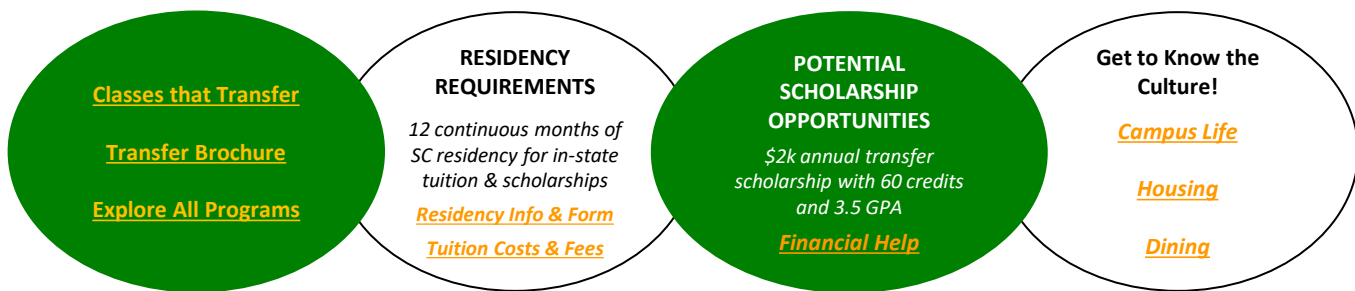 Classes that Transfer
Transfer Brochure
Explore All Programs
RESIDENCY
REQUIREMENTS
12 continuous months of
SC residency for in-state
tuition & scholarships
Residency Info & Form
Tuition Costs & Fees
POTENTIAL
SCHOLARSHIP
OPPORTUNITIES
$2k annual transfer
scholarship with 60 credits
and 3.5 GPA
Financial Help
Get to Know the
Culture!
Campus Life
Housing
Dining